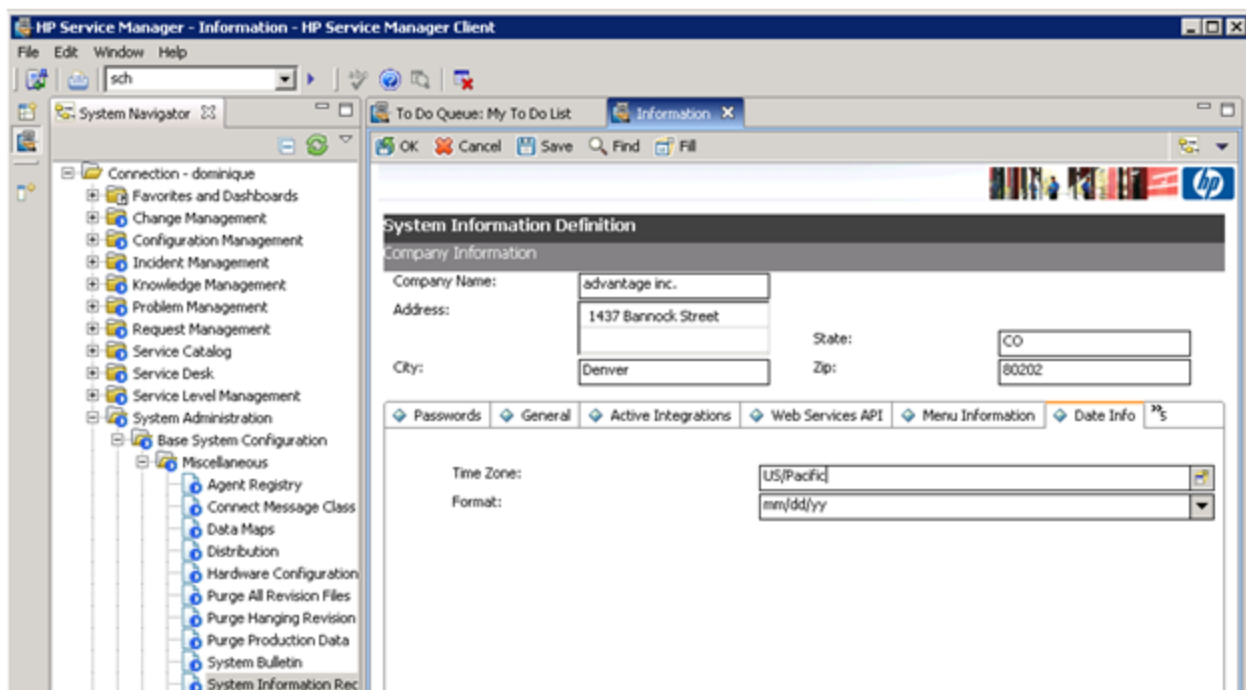 HP Service Manager - Information - HP Service Manager Client
File Edit Window Help
sch
System Navigator
To Do Queue: My To Do List
Information
OK Cancel Save Find Fill
Connection - dominique
Favorites and Dashboards
Change Management
Configuration Management
Incident Management
Knowledge Management
Problem Management
Request Management
Service Catalog
Service Desk
Service Level Management
System Administration
Base System Configuration
Miscellaneous
Agent Registry
Connect Message Class
Data Maps
Distribution
Hardware Configuration
Purge All Revision Files
Purge Hanging Revision
Purge Production Data
System Bulletin
System Information Rec
hp
System Information Definition
Company Information
Company Name: advantage inc.
Address: 1437 Bannock Street
State: CO
City: Denver Zip: 80202
Passwords General Active Integrations Web Services API Menu Information Date Info »5
Time Zone: US/Pacific
Format: mm/dd/yy